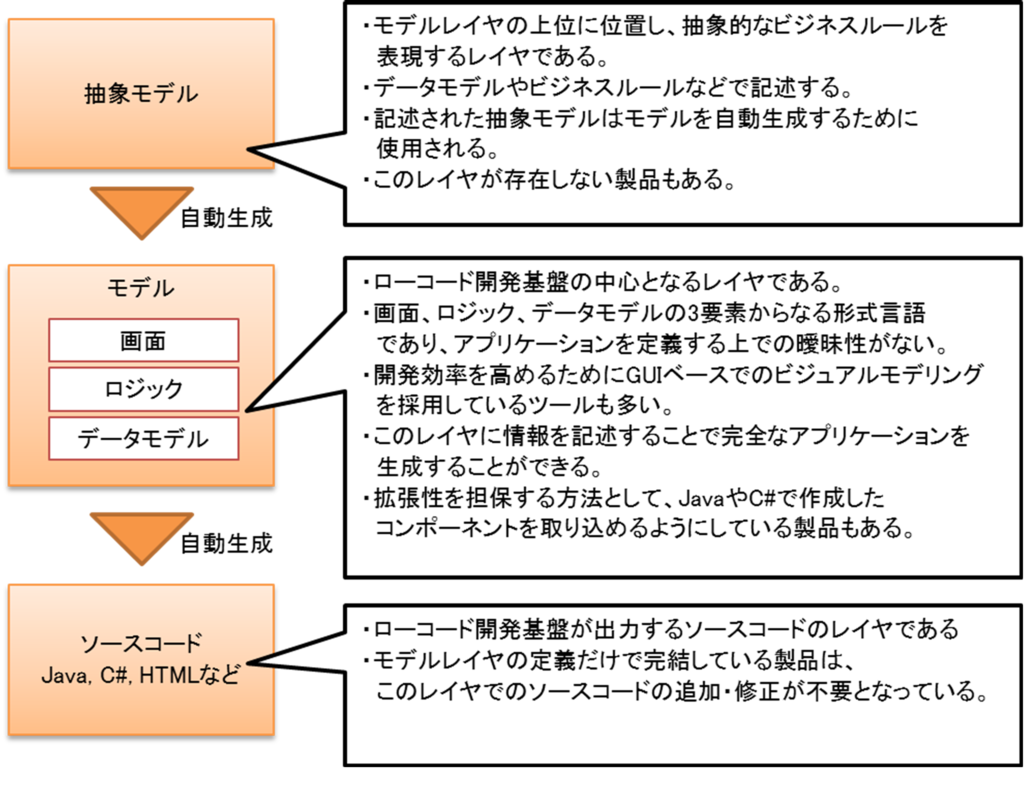 抽象モデル
・モデルレイヤの上位に位置し、抽象的なビジネスルールを
表現するレイヤである。
・データモデルやビジネスルールなどで記述する。
・記述された抽象モデルはモデルを自動生成するために
使用される。
・このレイヤが存在しない製品もある。
自動生成
モデル
画面
ロジック
データモデル
・ローコード開発基盤の中心となるレイヤである。
・画面、ロジック、データモデルの3要素からなる形式言語
であり、アプリケーションを定義する上での曖昧性がない。
・開発効率を高めるためにGUIベースでのビジュアルモデリング
を採用しているツールも多い。
・このレイヤに情報を記述することで完全なアプリケーションを
生成することができる。
・拡張性を担保する方法として、JavaやC#で作成した
コンポーネントを取り込めるようにしている製品もある。
自動生成
ソースコード
Java, C#, HTMLなど
・ローコード開発基盤が出力するソースコードのレイヤである
・モデルレイヤの定義だけで完結している製品は、
このレイヤでのソースコードの追加・修正が不要となっている。